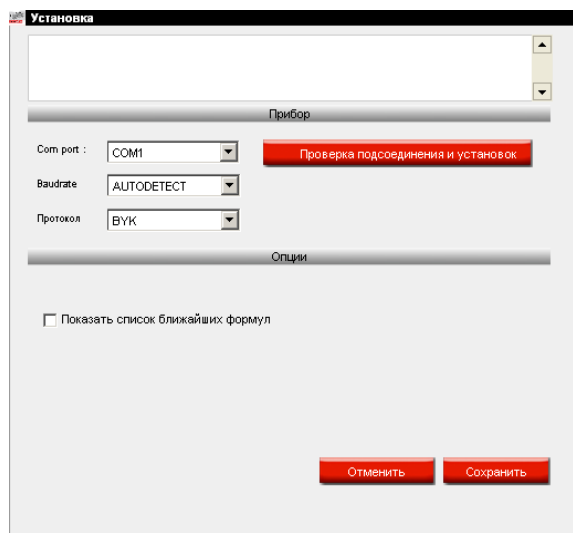 Установка
Прибор
Com port :
COM1
Проверка подсоединения и установок
Baudrate
AUTODETECT
Протокол
BYK
Опции
Показать список ближайших формул
Отменить
Сохранить